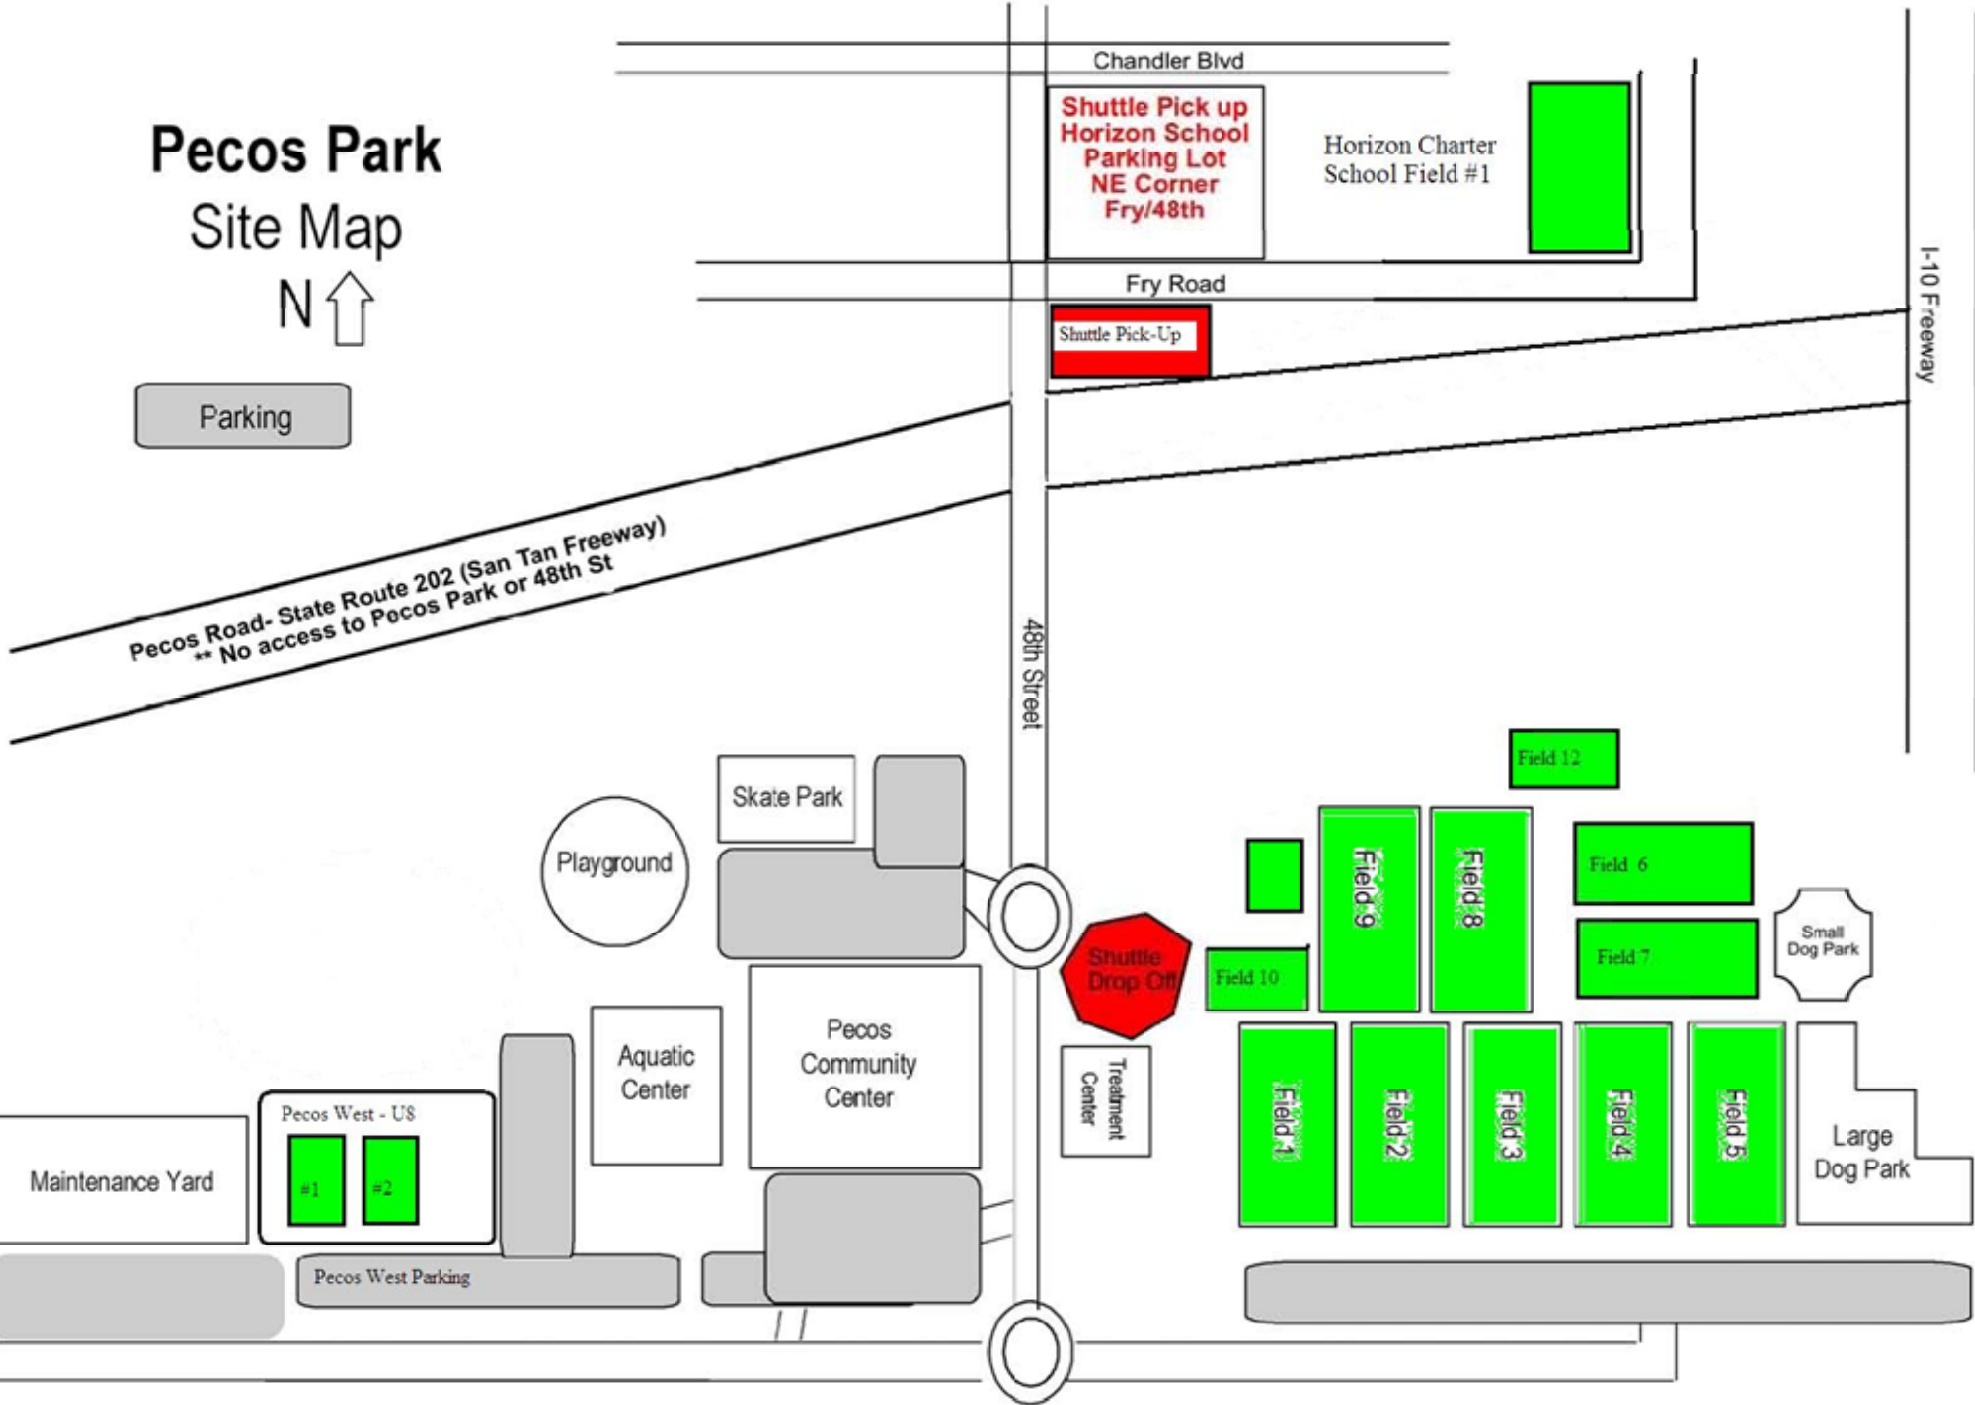 Pecos Park
Site Map
N
Parking
Chandler Blvd
Shuttle Pick up
Horizon School
Parking Lot
NE Corner
Fry/48th
Horizon Charter
School Field #1
Fry Road
Shuttle Pick-Up
I-10 Freeway
Pecos Road- State Route 202 (San Tan Freeway)
** No access to Pecos Park or 48th St
48th Street
Skate Park
Playground
Field 12
Field 9
Field 8
Field 6
Field 7
Small
Dog Park
Shuttle
Drop Off
Field 10
Pecos
Community
Center
Aquatic
Center
Treatment
Center
Field 1
Field 2
Field 3
Field 4
Field 5
Large
Dog Park
Pecos West - U8
#1
#2
Maintenance Yard
Pecos West Parking